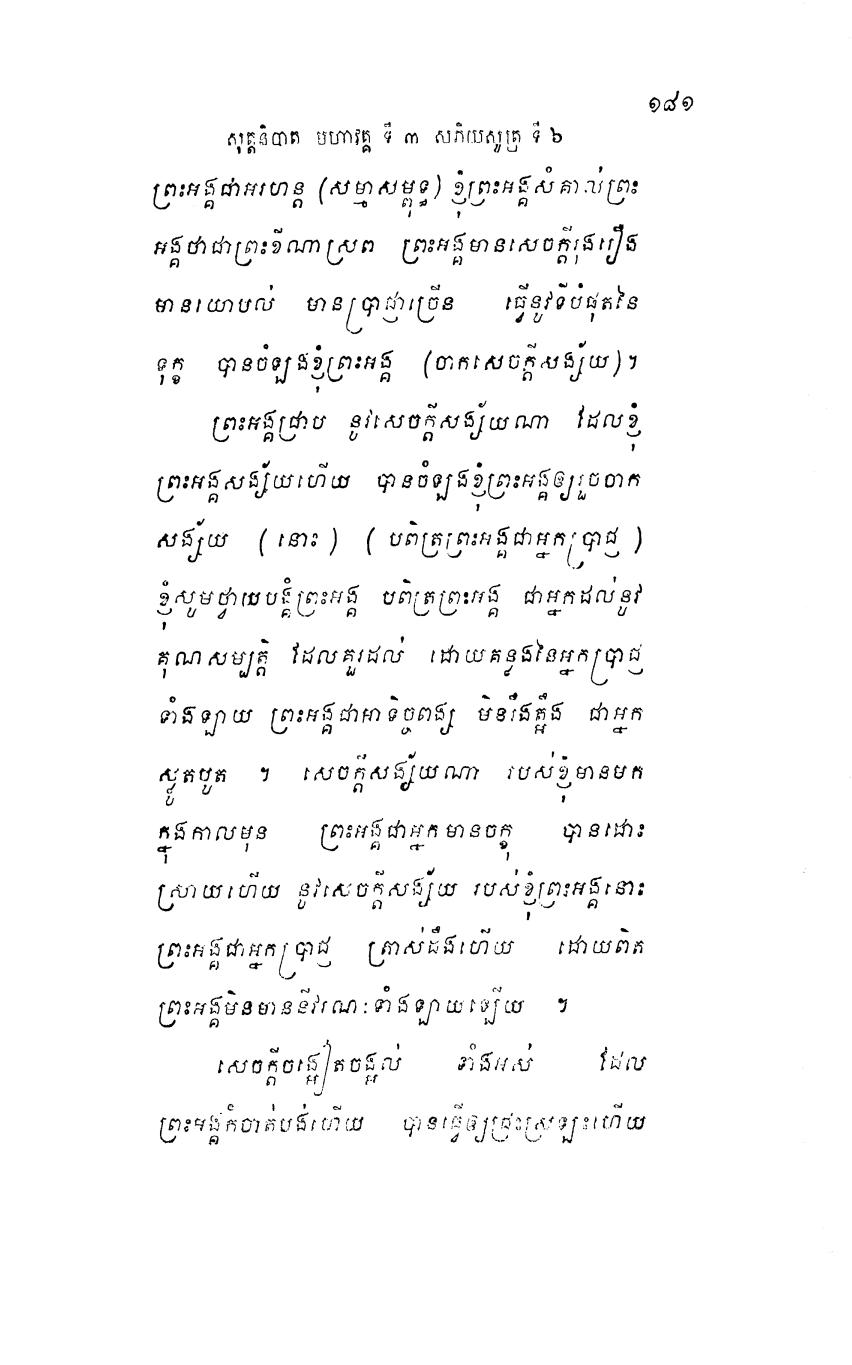 ១៨១
សុត្តនិបាត មហាវគ្គ ទី ៣ សភិយសូត្រ ទី ៦
ព្រះអង្គជាអរហន្ត (សម្មាសម្ពុទ្ធ) ខ្ញុំព្រះអង្គសំគាល់ព្រះ
អង្គថាជាព្រះខីណាស្រព ព្រះអង្គមានសេចក្តីរុងរឿង
មានយោបល់ មានប្រាជ្ញាច្រើន ធ្វើនូវទីបំផុតនៃ
ទុក្ខ បានចំឡងខ្ញុំព្រះអង្គ (ចាកសេចក្តីសង្ស័យ)។
ព្រះអង្គជ្រាប នូវសេចក្តីសង្ស័យណា ដែលខ្ញុំ
ព្រះអង្គសង្ស័យហើយ បានចំឡងខ្ញុំព្រះអង្គឲ្យរួចចាក
សង្ស័យ (នោះ) (បពិត្រព្រះអង្គជាអ្នកប្រាជ្ញ)
ខ្ញុំសូមថ្វាយបង្គំព្រះអង្គ បពិត្រព្រះអង្គ ជាអ្នកដល់នូវ
គុណសម្បត្តិ ដែលគួរដល់ ដោយគន្លងនៃអ្នកប្រាជ្ញ
ទាំងឡាយ ព្រះអង្គជាអាទិច្ចពង្ស មិនរឹងត្អឹង ជាអ្នក
ស្លូតបូត ។ សេចក្តីសង្ស័យណា របស់ខ្ញុំមានមក
ក្នុងកាលមុន ព្រះអង្គជាអ្នកមានចក្ខុ បានដោះ
ស្រាយហើយ នូវសេចក្តីសង្ស័យ របស់ខ្ញុំព្រះអង្គនោះ
ព្រះអង្គជាអ្នកប្រាជ្ញ ត្រាស់ដឹងហើយ ដោយពិត
ព្រះអង្គមិនមាននីវរណៈទាំងឡាយឡើយ ។
សេចក្តីចង្អៀតចង្អល់ ទាំងអស់ ដែល
ព្រះអង្គកំចាត់បង់ហើយ បានធ្វើឲ្យជ្រុះស្រឡះហើយ